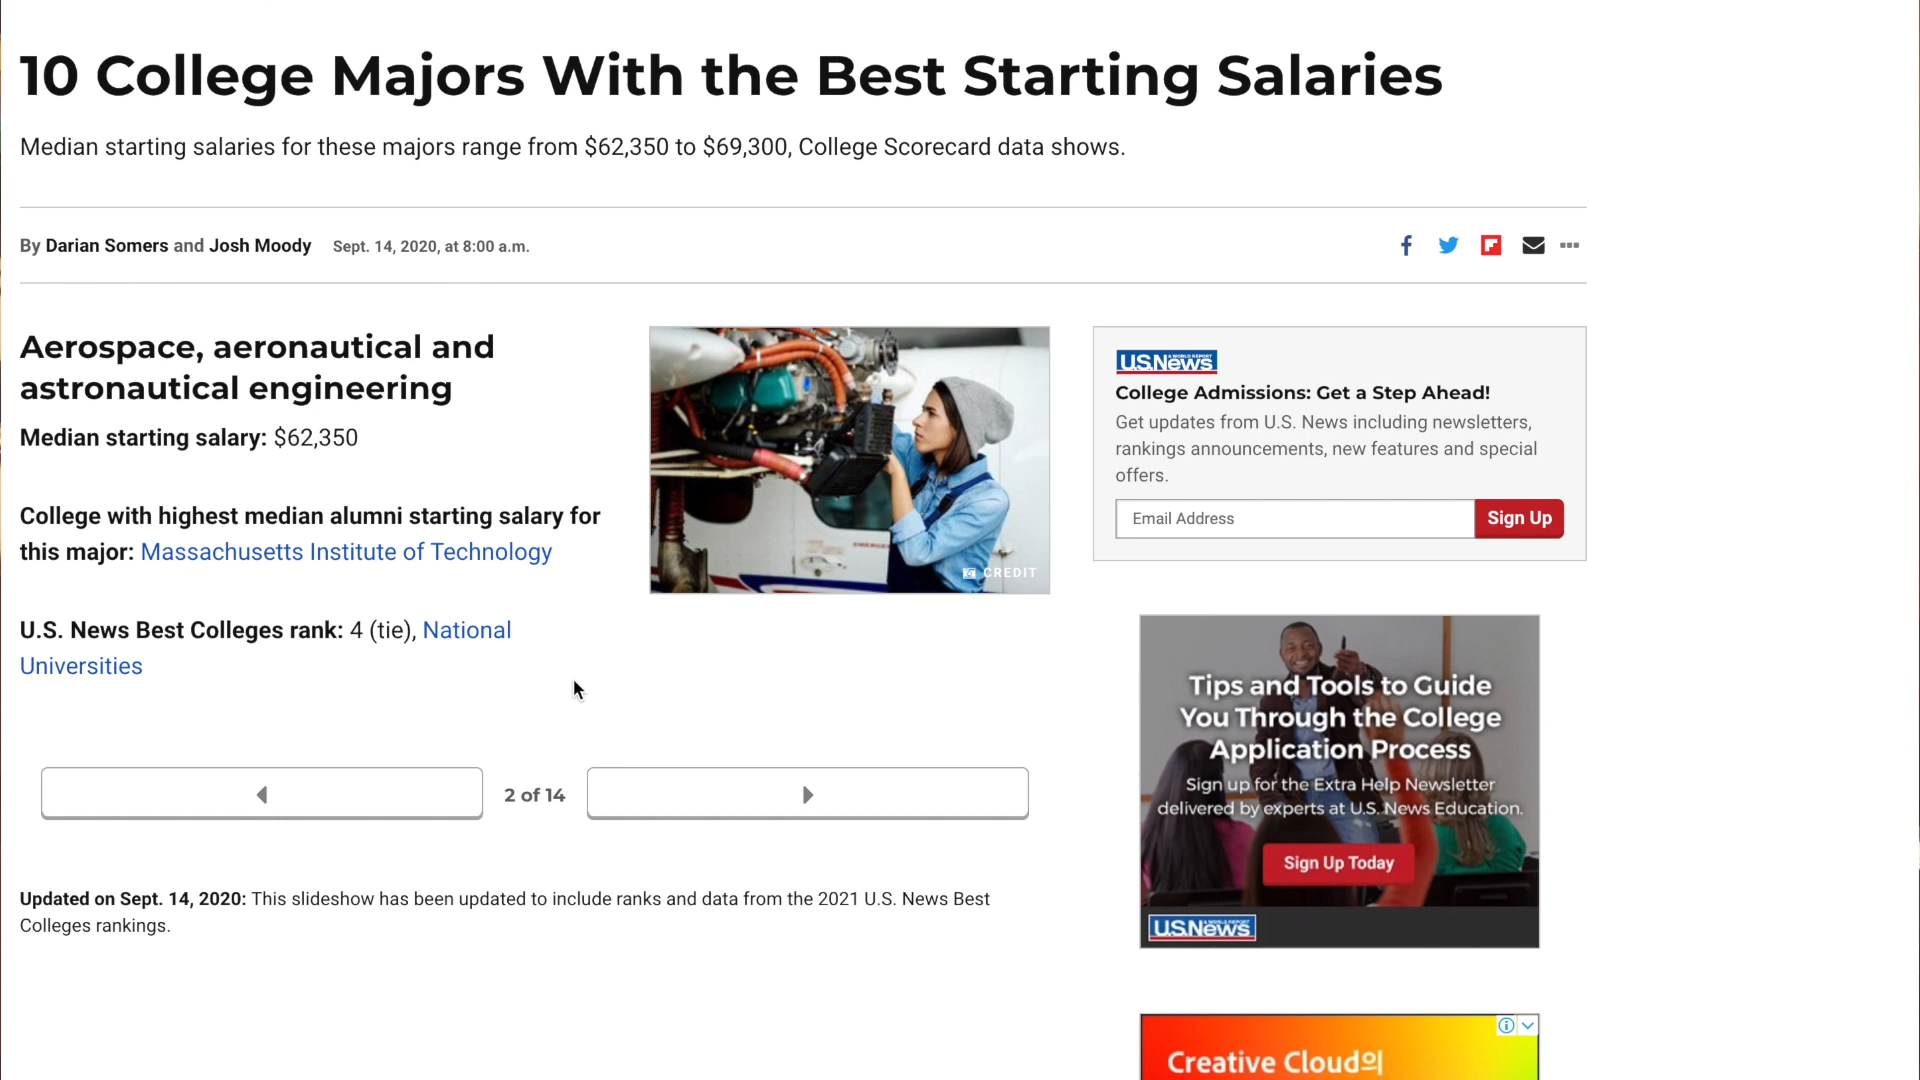 10 College Majors With the Best Starting Salaries
Median starting salaries for these majors range from $62,350 to $69,300, College Scorecard data shows.
By Darian Somers and Josh Moody Sept. 14, 2020, at 8:00 a.m.
Aerospace, aeronautical and
astronautical engineering
Median starting salary: $62,350
College with highest median alumni starting salary for
this major: Massachusetts Institute of Technology
U.S. News Best Colleges rank: 4 (tie), National
Universities
CREDIT
2 of 14
Updated on Sept. 14, 2020: This slideshow has been updated to include ranks and data from the 2021 U.S. News Best
Colleges rankings.
U.S.News & WORLD REPORT
College Admissions: Get a Step Ahead!
Get updates from U.S. News including newsletters,
rankings announcements, new features and special
offers.
Email Address Sign Up
Tips and Tools to Guide
You Through the College
Application Process
Sign up for the Extra Help Newsletter
delivered by experts at U.S. News Education.
Sign Up Today
U.S.News & WORLD REPORT
Creative Cloud의